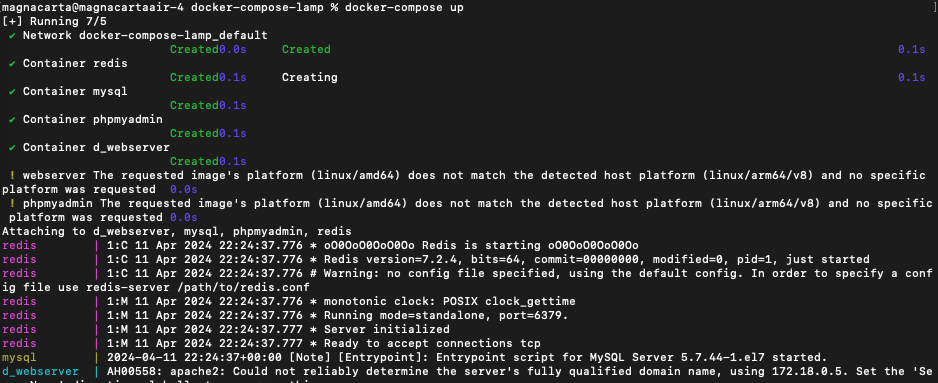 [magnacarta@magnacartaair-4 docker-compose-lamp % docker-compose up ]
[+] Running 7/5
✔ Network docker-compose-lamp_default
Created0.0s Created 0.1s
✔ Container redis
Created0.1s Creating 0.1s
✔ Container mysql
Created0.1s
✔ Container phpmyadmin
Created0.1s
✔ Container d_webserver
Created0.1s
! webserver The requested image's platform (linux/amd64) does not match the detected host platform (linux/arm64/v8) and no specific
platform was requested 0.0s
! phpmyadmin The requested image's platform (linux/amd64) does not match the detected host platform (linux/arm64/v8) and no specific
platform was requested 0.0s
Attaching to d_webserver, mysql, phpmyadmin, redis
redis | 1:C 11 Apr 2024 22:24:37.776 * oO0OoO0OoO0Oo Redis is starting oO0OoO0OoO0Oo
redis | 1:C 11 Apr 2024 22:24:37.776 * Redis version=7.2.4, bits=64, commit=00000000, modified=0, pid=1, just started
redis | 1:C 11 Apr 2024 22:24:37.776 # Warning: no config file specified, using the default config. In order to specify a conf
ig file use redis-server /path/to/redis.conf
redis | 1:M 11 Apr 2024 22:24:37.776 * monotonic clock: POSIX clock_gettime
redis | 1:M 11 Apr 2024 22:24:37.776 * Running mode=standalone, port=6379.
redis | 1:M 11 Apr 2024 22:24:37.777 * Server initialized
redis | 1:M 11 Apr 2024 22:24:37.777 * Ready to accept connections tcp
mysql | 2024-04-11 22:24:37+00:00 [Note] [Entrypoint]: Entrypoint script for MySQL Server 5.7.44-1.el7 started.
d_webserver | AH00558: apache2: Could not reliably determine the server's fully qualified domain name, using 172.18.0.5. Set the 'Se